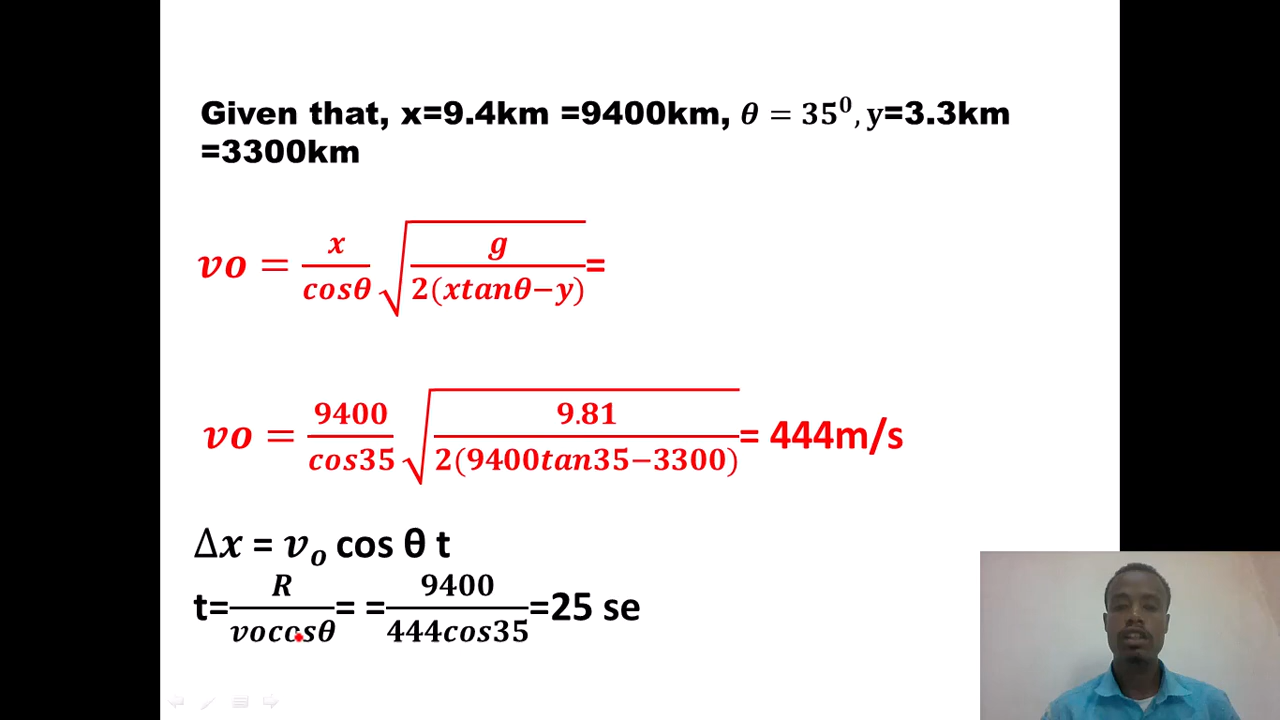 Given that, x=9.4km =9400km, θ = 35⁰, y=3.3km
=3300km
vo = x/cosθ √(g/2(xtanθ−y))=
vo = 9400/cos35 √(9.81/2(9400tan35−3300))= 444m/s
Δx = vₒ cos θ t
t=R/vocosθ= =9400/444cos35=25 se